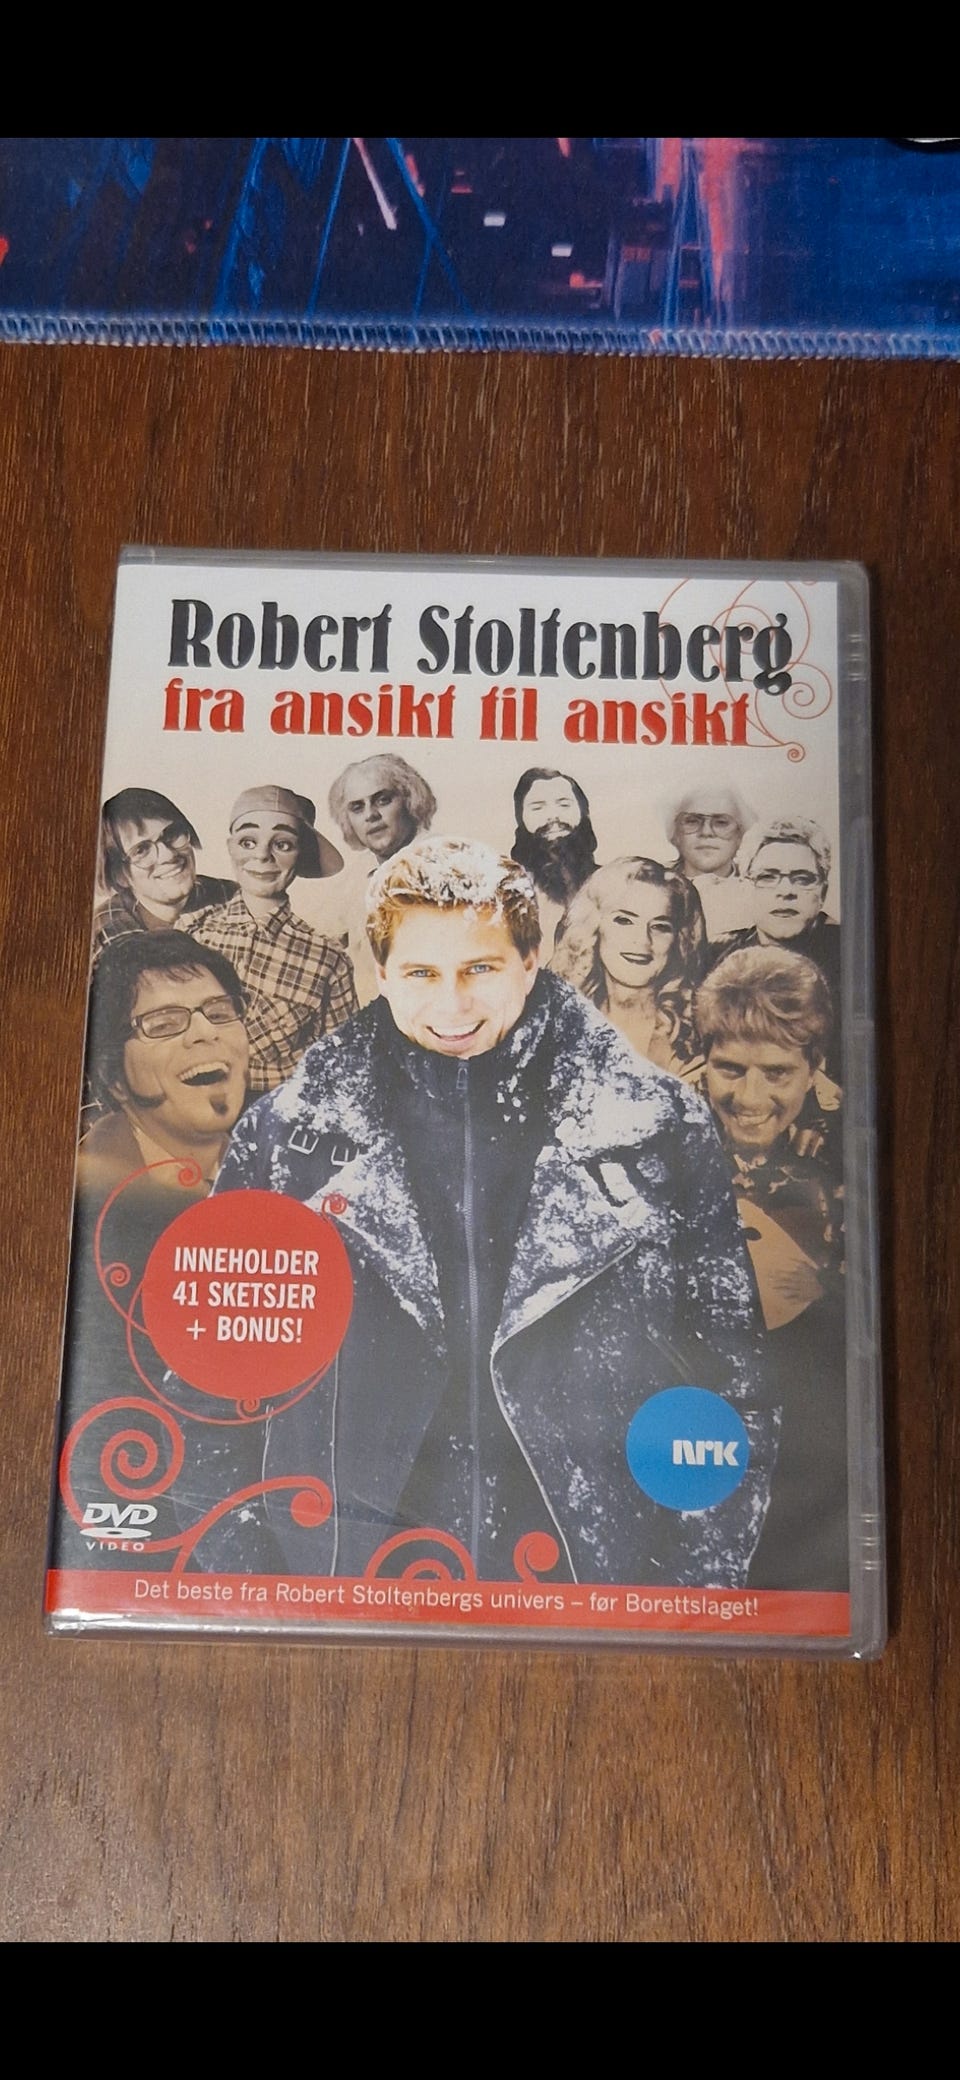 Robert Stoltenberg
fra ansikt til ansikt
INNEHOLDER
41 SKETSJER
+ BONUS!
NRK
DVD
VIDEO
Det beste fra Robert Stoltenbergs univers – før Borettslaget!